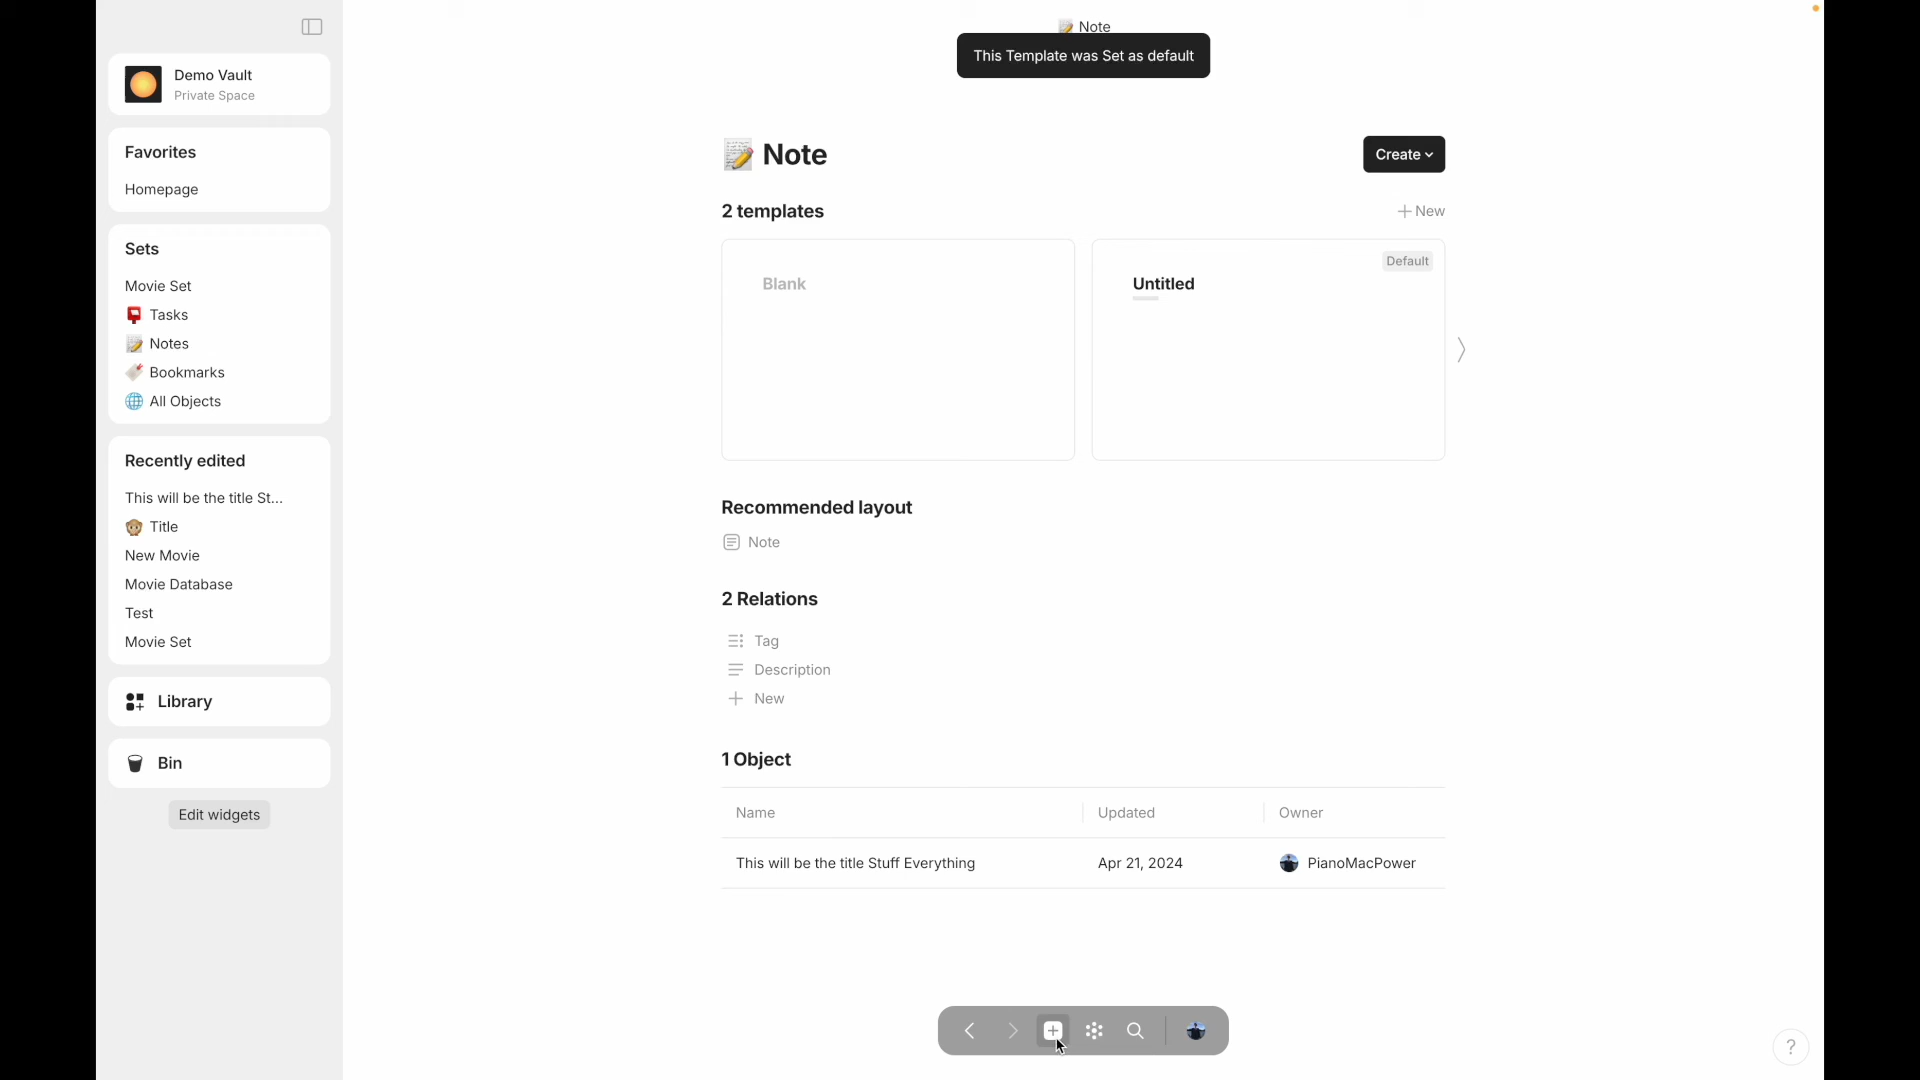 Note
This Template was Set as default
Demo Vault
Private Space
Favorites
Homepage
Sets
Movie Set
Tasks
Notes
Bookmarks
All Objects
Recently edited
This will be the title St...
Title
New Movie
Movie Database
Test
Movie Set
Library
Bin
Edit widgets
Note
Create
2 templates
New
Blank
Untitled
Default
Recommended layout
Note
2 Relations
Tag
Description
New
1 Object
Name Updated Owner
This will be the title Stuff Everything Apr 21, 2024 PianoMacPower
?